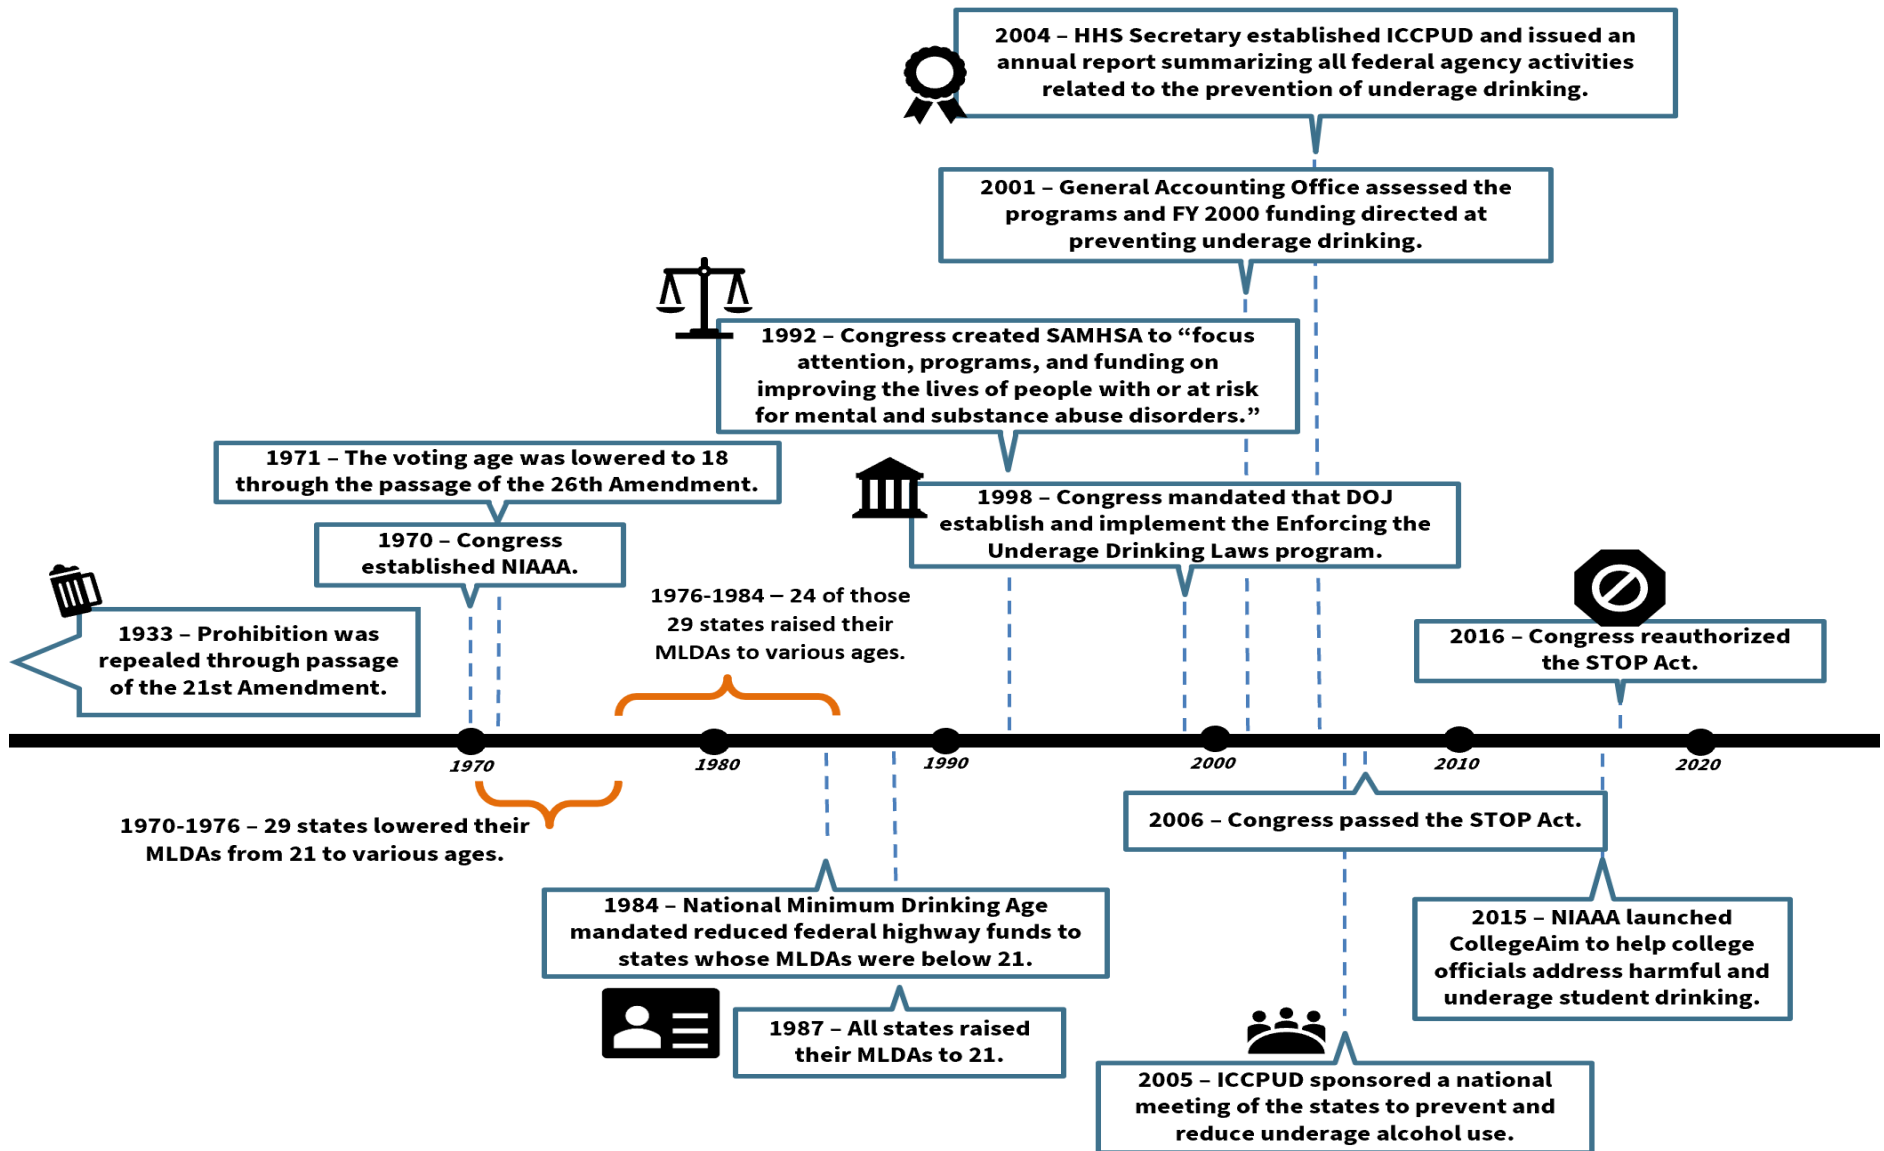 2004 – HHS Secretary established ICCPUD and issued an
annual report summarizing all federal agency activities
related to the prevention of underage drinking.
2001 – General Accounting Office assessed the
programs and FY 2000 funding directed at
preventing underage drinking.
1992 – Congress created SAMHSA to “focus
attention, programs, and funding on
improving the lives of people with or at risk
for mental and substance abuse disorders.”
1971 – The voting age was lowered to 18
through the passage of the 26th Amendment.
1998 – Congress mandated that DOJ
establish and implement the Enforcing the
Underage Drinking Laws program.
1970 – Congress
established NIAAA.
1976-1984 – 24 of those
29 states raised their
MLDAs to various ages.
1933 – Prohibition was
repealed through passage
of the 21st Amendment.
2016 – Congress reauthorized
the STOP Act.
1970
1980
1990
2000
2010
2020
1970-1976 – 29 states lowered their
MLDAs from 21 to various ages.
2006 – Congress passed the STOP Act.
1984 – National Minimum Drinking Age
mandated reduced federal highway funds to
states whose MLDAs were below 21.
2015 – NIAAA launched
CollegeAim to help college
officials address harmful and
underage student drinking.
1987 – All states raised
their MLDAs to 21.
2005 – ICCPUD sponsored a national
meeting of the states to prevent and
reduce underage alcohol use.